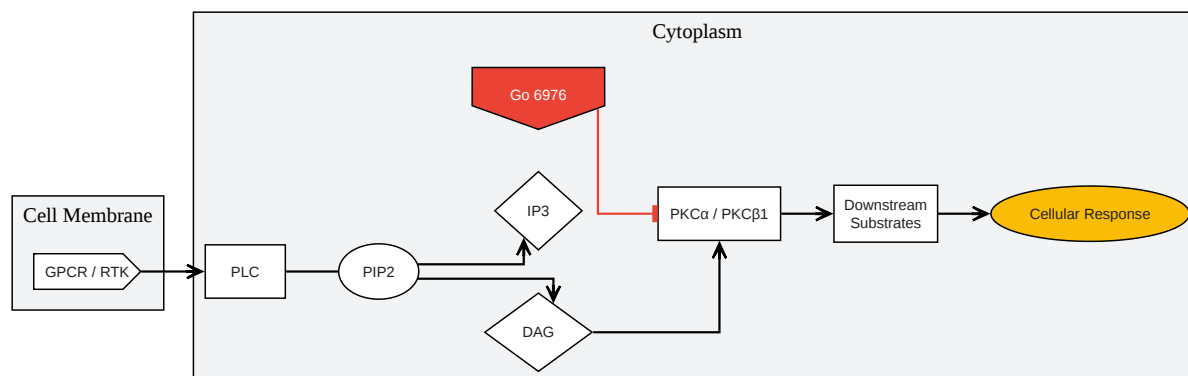 Cytoplasm
Go 6976
Cell Membrane
GPCR / RTK
PLC
PIP2
IP3
DAG
PKCα / PKCβ1
Downstream
Substrates
Cellular Response